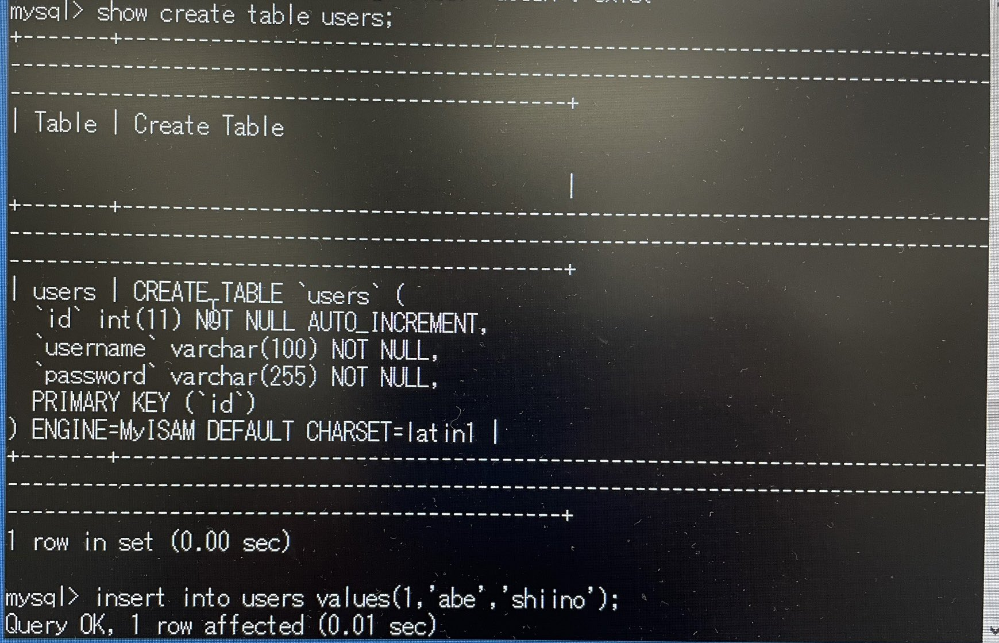 mysql> show create table users;
+-------+--------------------------------------------------------------------------------
--------------------------------------------------------------------------------
----------------------------------------------+
| Table | Create Table
|
+-------+--------------------------------------------------------------------------------
--------------------------------------------------------------------------------
----------------------------------------------+
| users | CREATE TABLE `users` (
`id` int(11) NOT NULL AUTO_INCREMENT,
`username` varchar(100) NOT NULL,
`password` varchar(255) NOT NULL,
PRIMARY KEY (`id`)
) ENGINE=MyISAM DEFAULT CHARSET=latin1 |
+-------+--------------------------------------------------------------------------------
--------------------------------------------------------------------------------
----------------------------------------------+
1 row in set (0.00 sec)
mysql> insert into users values(1,'abe','shiino');
Query OK, 1 row affected (0.01 sec)